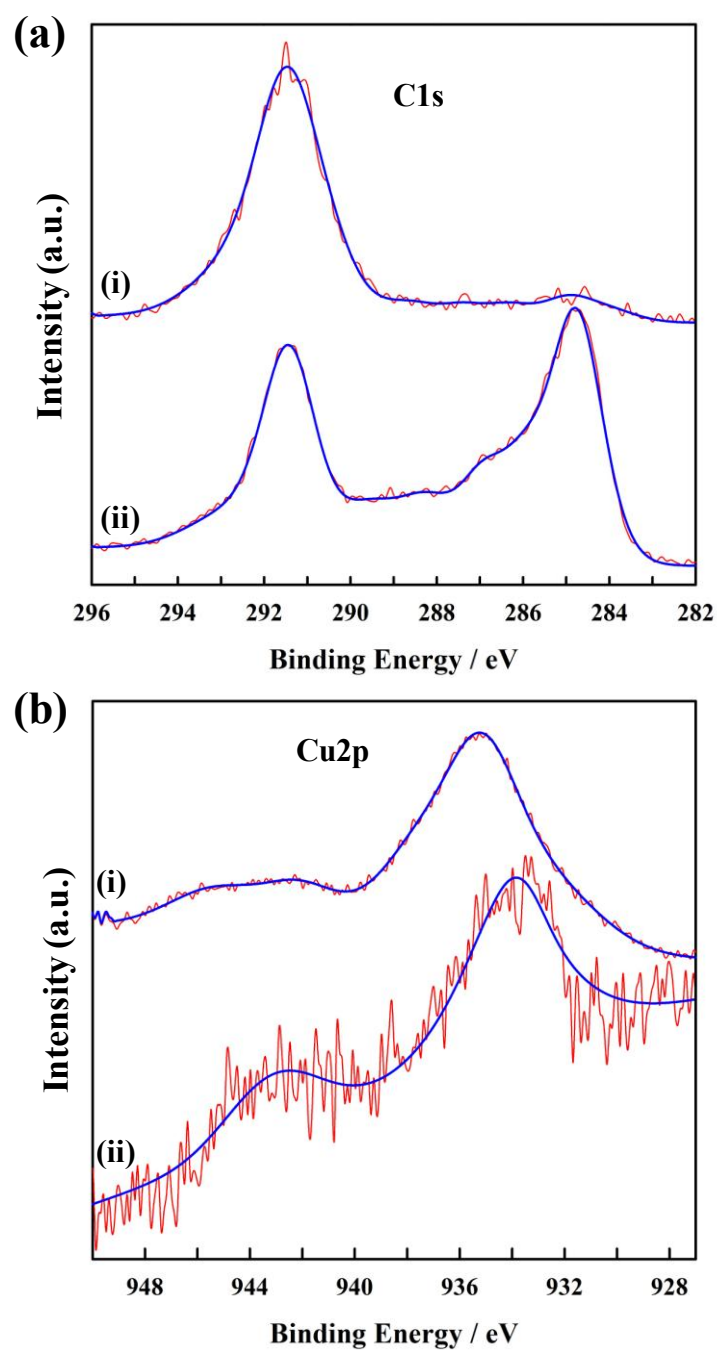 (a)
C1s
Intensity (a.u.)
(i)
(ii)
296 294 292 290 288 286 284 282
Binding Energy / eV
(b)
Cu2p
Intensity (a.u.)
(i)
(ii)
948 944 940 936 932 928
Binding Energy / eV